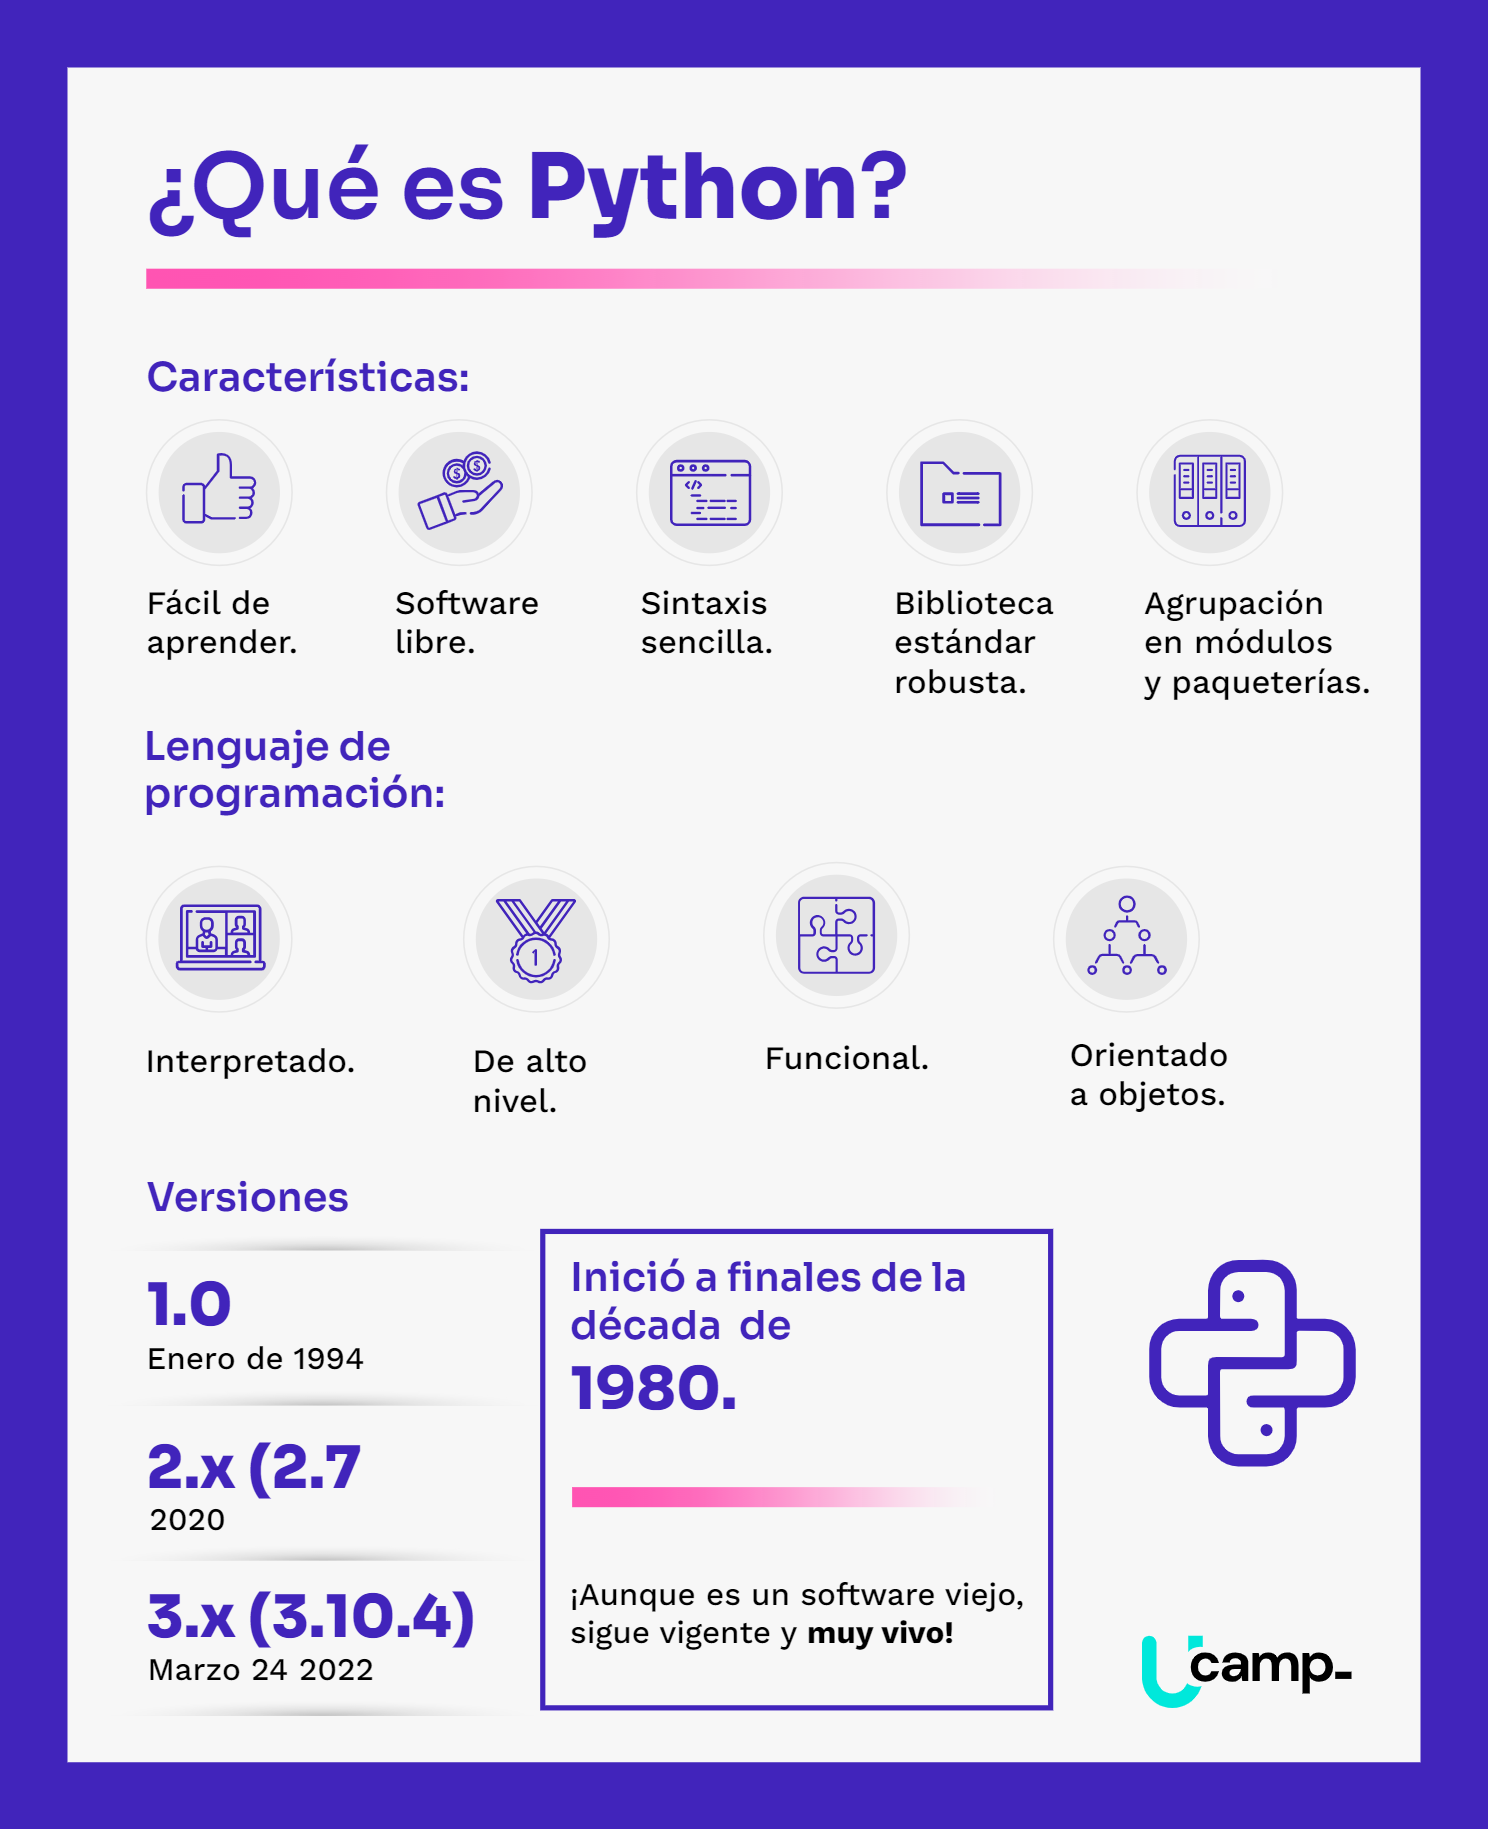 ¿Qué es Python?
Características:
$ $
</>
Fácil de
aprender.
Software
libre.
Sintaxis
sencilla.
Biblioteca
estándar
robusta.
Agrupación
en módulos
y paqueterías.
Lenguaje de
programación:
1
Interpretado.
De alto
nivel.
Funcional.
Orientado
a objetos.
Versiones
1.0
Enero de 1994
2.x (2.7
2020
3.x (3.10.4)
Marzo 24 2022
Inició a finales de la
década de
1980.
¡Aunque es un software viejo,
sigue vigente y muy vivo!
Ucamp_